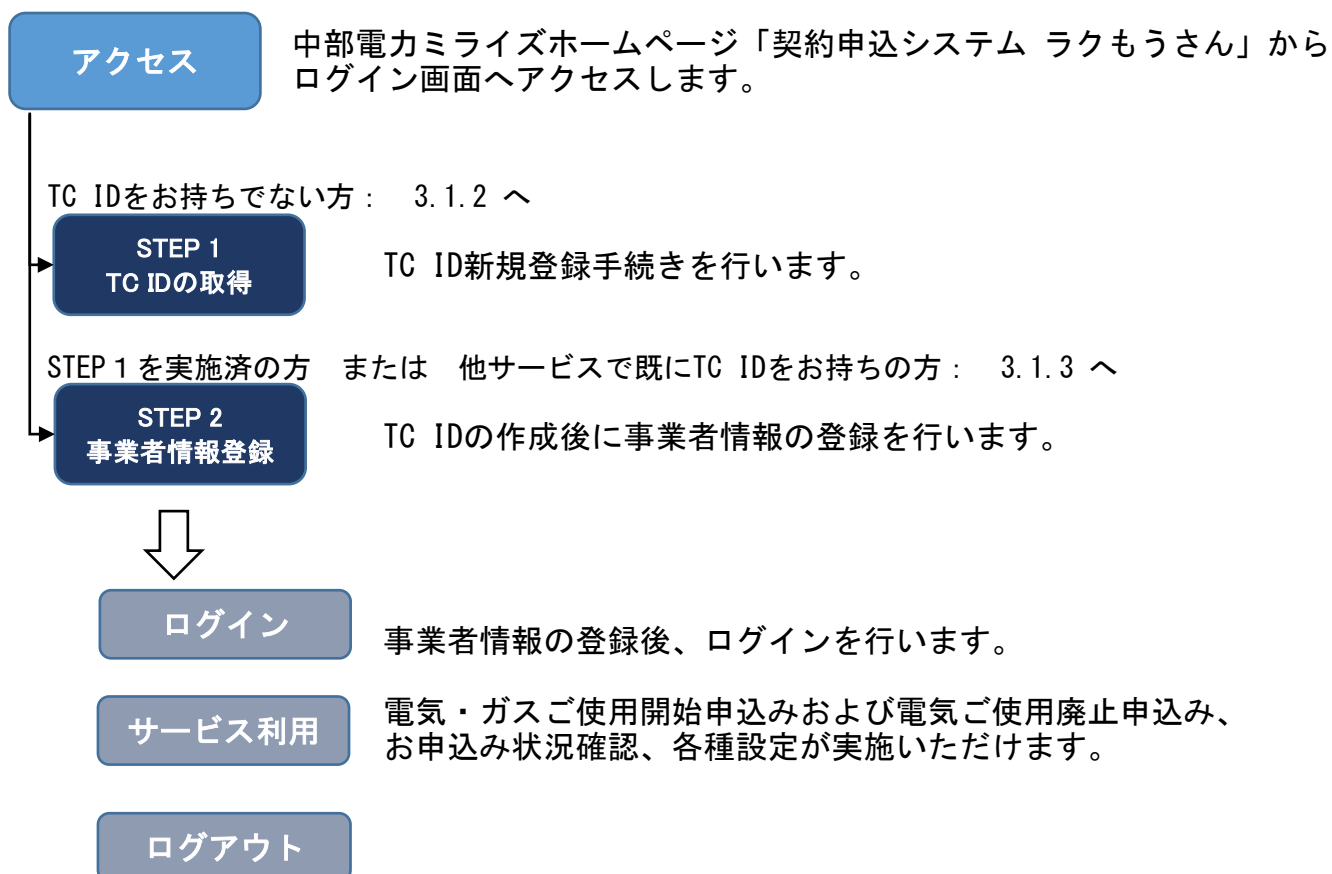 アクセス
中部電力ミライズホームページ「契約申込システム ラクもうさん」から
ログイン画面へアクセスします。
TC IDをお持ちでない方： 3.1.2 へ
STEP 1
TC IDの取得
TC ID新規登録手続きを行います。
STEP１を実施済の方　または　他サービスで既にTC IDをお持ちの方： 3.1.3 へ
STEP 2
事業者情報登録
TC IDの作成後に事業者情報の登録を行います。
ログイン
事業者情報の登録後、ログインを行います。
サービス利用
電気・ガスご使用開始申込みおよび電気ご使用廃止申込み、
お申込み状況確認、各種設定が実施いただけます。
ログアウト